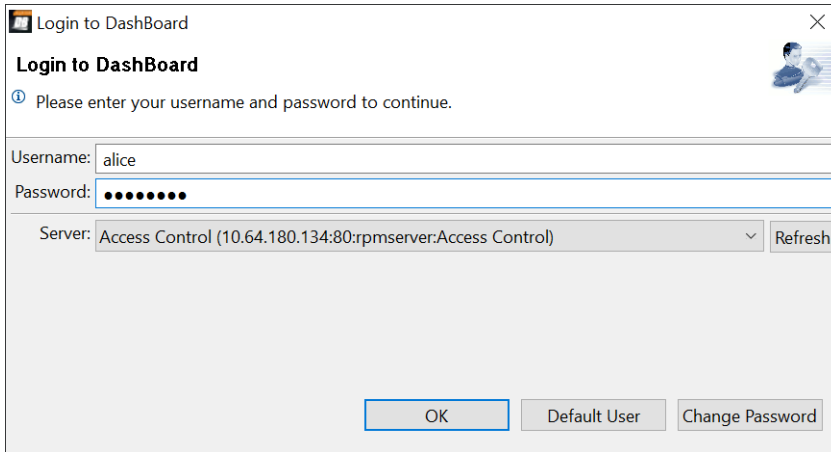 Login to DashBoard
Login to DashBoard
Please enter your username and password to continue.
Username: alice
Password: ●●●●●●●●
Server: Access Control (10.64.180.134:80:rpmserver:Access Control) Refresh
OK Default User Change Password